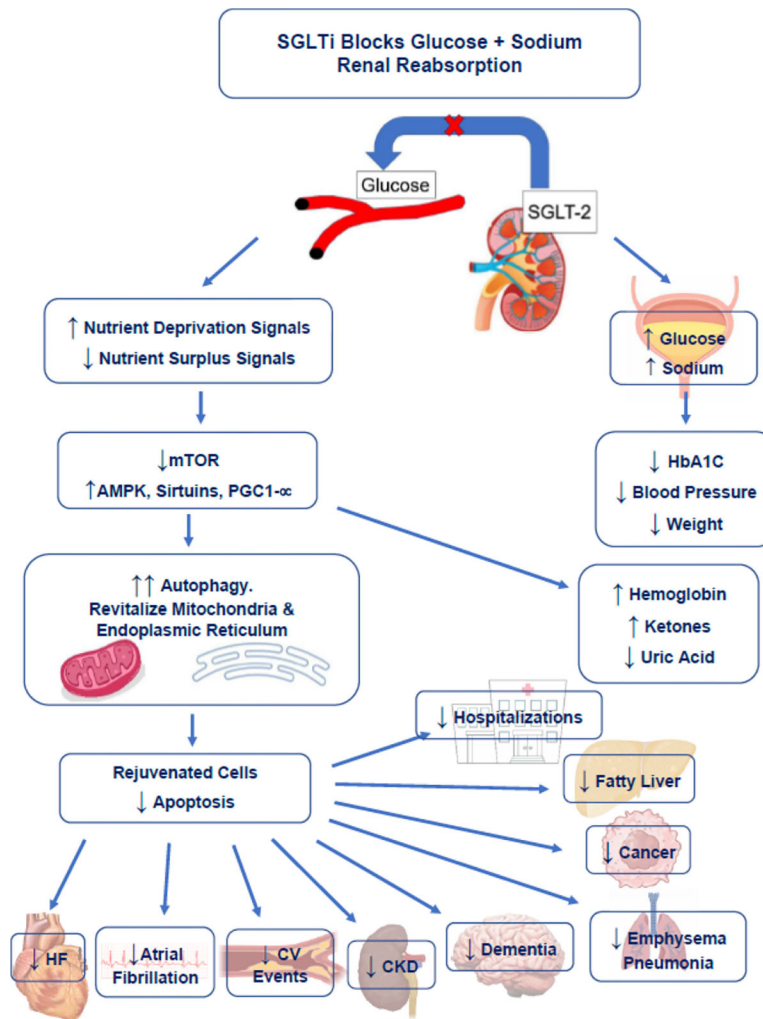 SGLTi Blocks Glucose + Sodium
Renal Reabsorption
Glucose
SGLT-2
↑ Nutrient Deprivation Signals
↓ Nutrient Surplus Signals
↑ Glucose
↑ Sodium
↓mTOR
↑AMPK, Sirtuins, PGC1-∝
↓ HbA1C
↓ Blood Pressure
↓ Weight
↑↑ Autophagy.
Revitalize Mitochondria &
Endoplasmic Reticulum
↑ Hemoglobin
↑ Ketones
↓ Uric Acid
↓ Hospitalizations
Rejuvenated Cells
↓ Apoptosis
↓ Fatty Liver
↓ Cancer
↓ HF
↓Atrial
Fibrillation
↓ CV
Events
↓ CKD
↓ Dementia
↓ Emphysema
Pneumonia